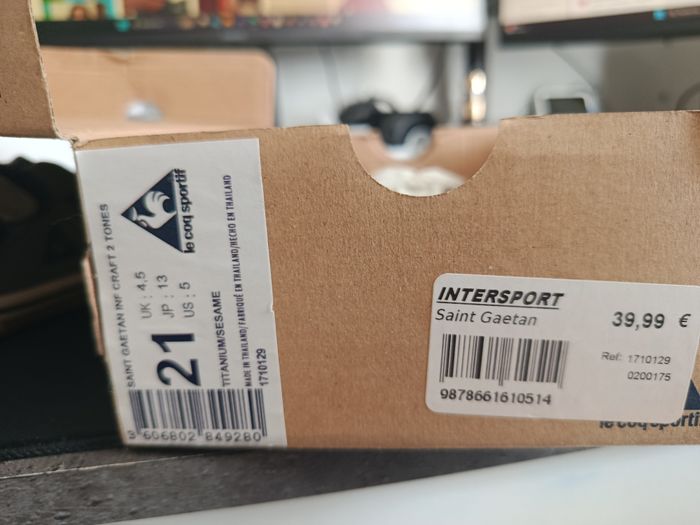 SAINT GAETAN INF CRAFT 2 TONES
UK : 4,5
JP : 13
US : 5
21
TITANIUM/SESAME
MADE IN THAILAND/FABRIQUÉ EN THAILAND/HECHO EN THAILAND
1710129
le coq sportif
606802 849280
INTERSPORT
Saint Gaetan
39,99 €
Ref: 1710129
0200175
9878661610514
le coq sportif